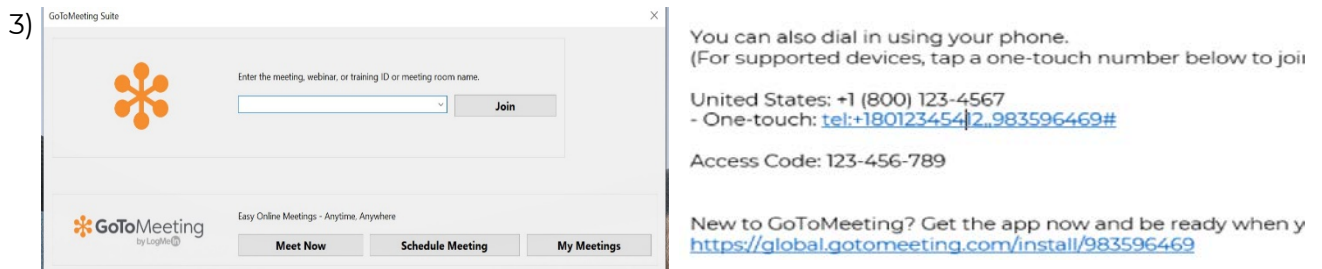 3)
GoToMeeting Suite
Enter the meeting, webinar, or training ID or meeting room name.
Join
GoToMeeting
by LogMeIn
Easy Online Meetings - Anytime, Anywhere
Meet Now Schedule Meeting My Meetings
You can also dial in using your phone.
(For supported devices, tap a one-touch number below to joi
United States: +1 (800) 123-4567
- One-touch: tel:+18012345412,,983596469#
Access Code: 123-456-789
New to GoToMeeting? Get the app now and be ready when y
https://global.gotomeeting.com/install/983596469